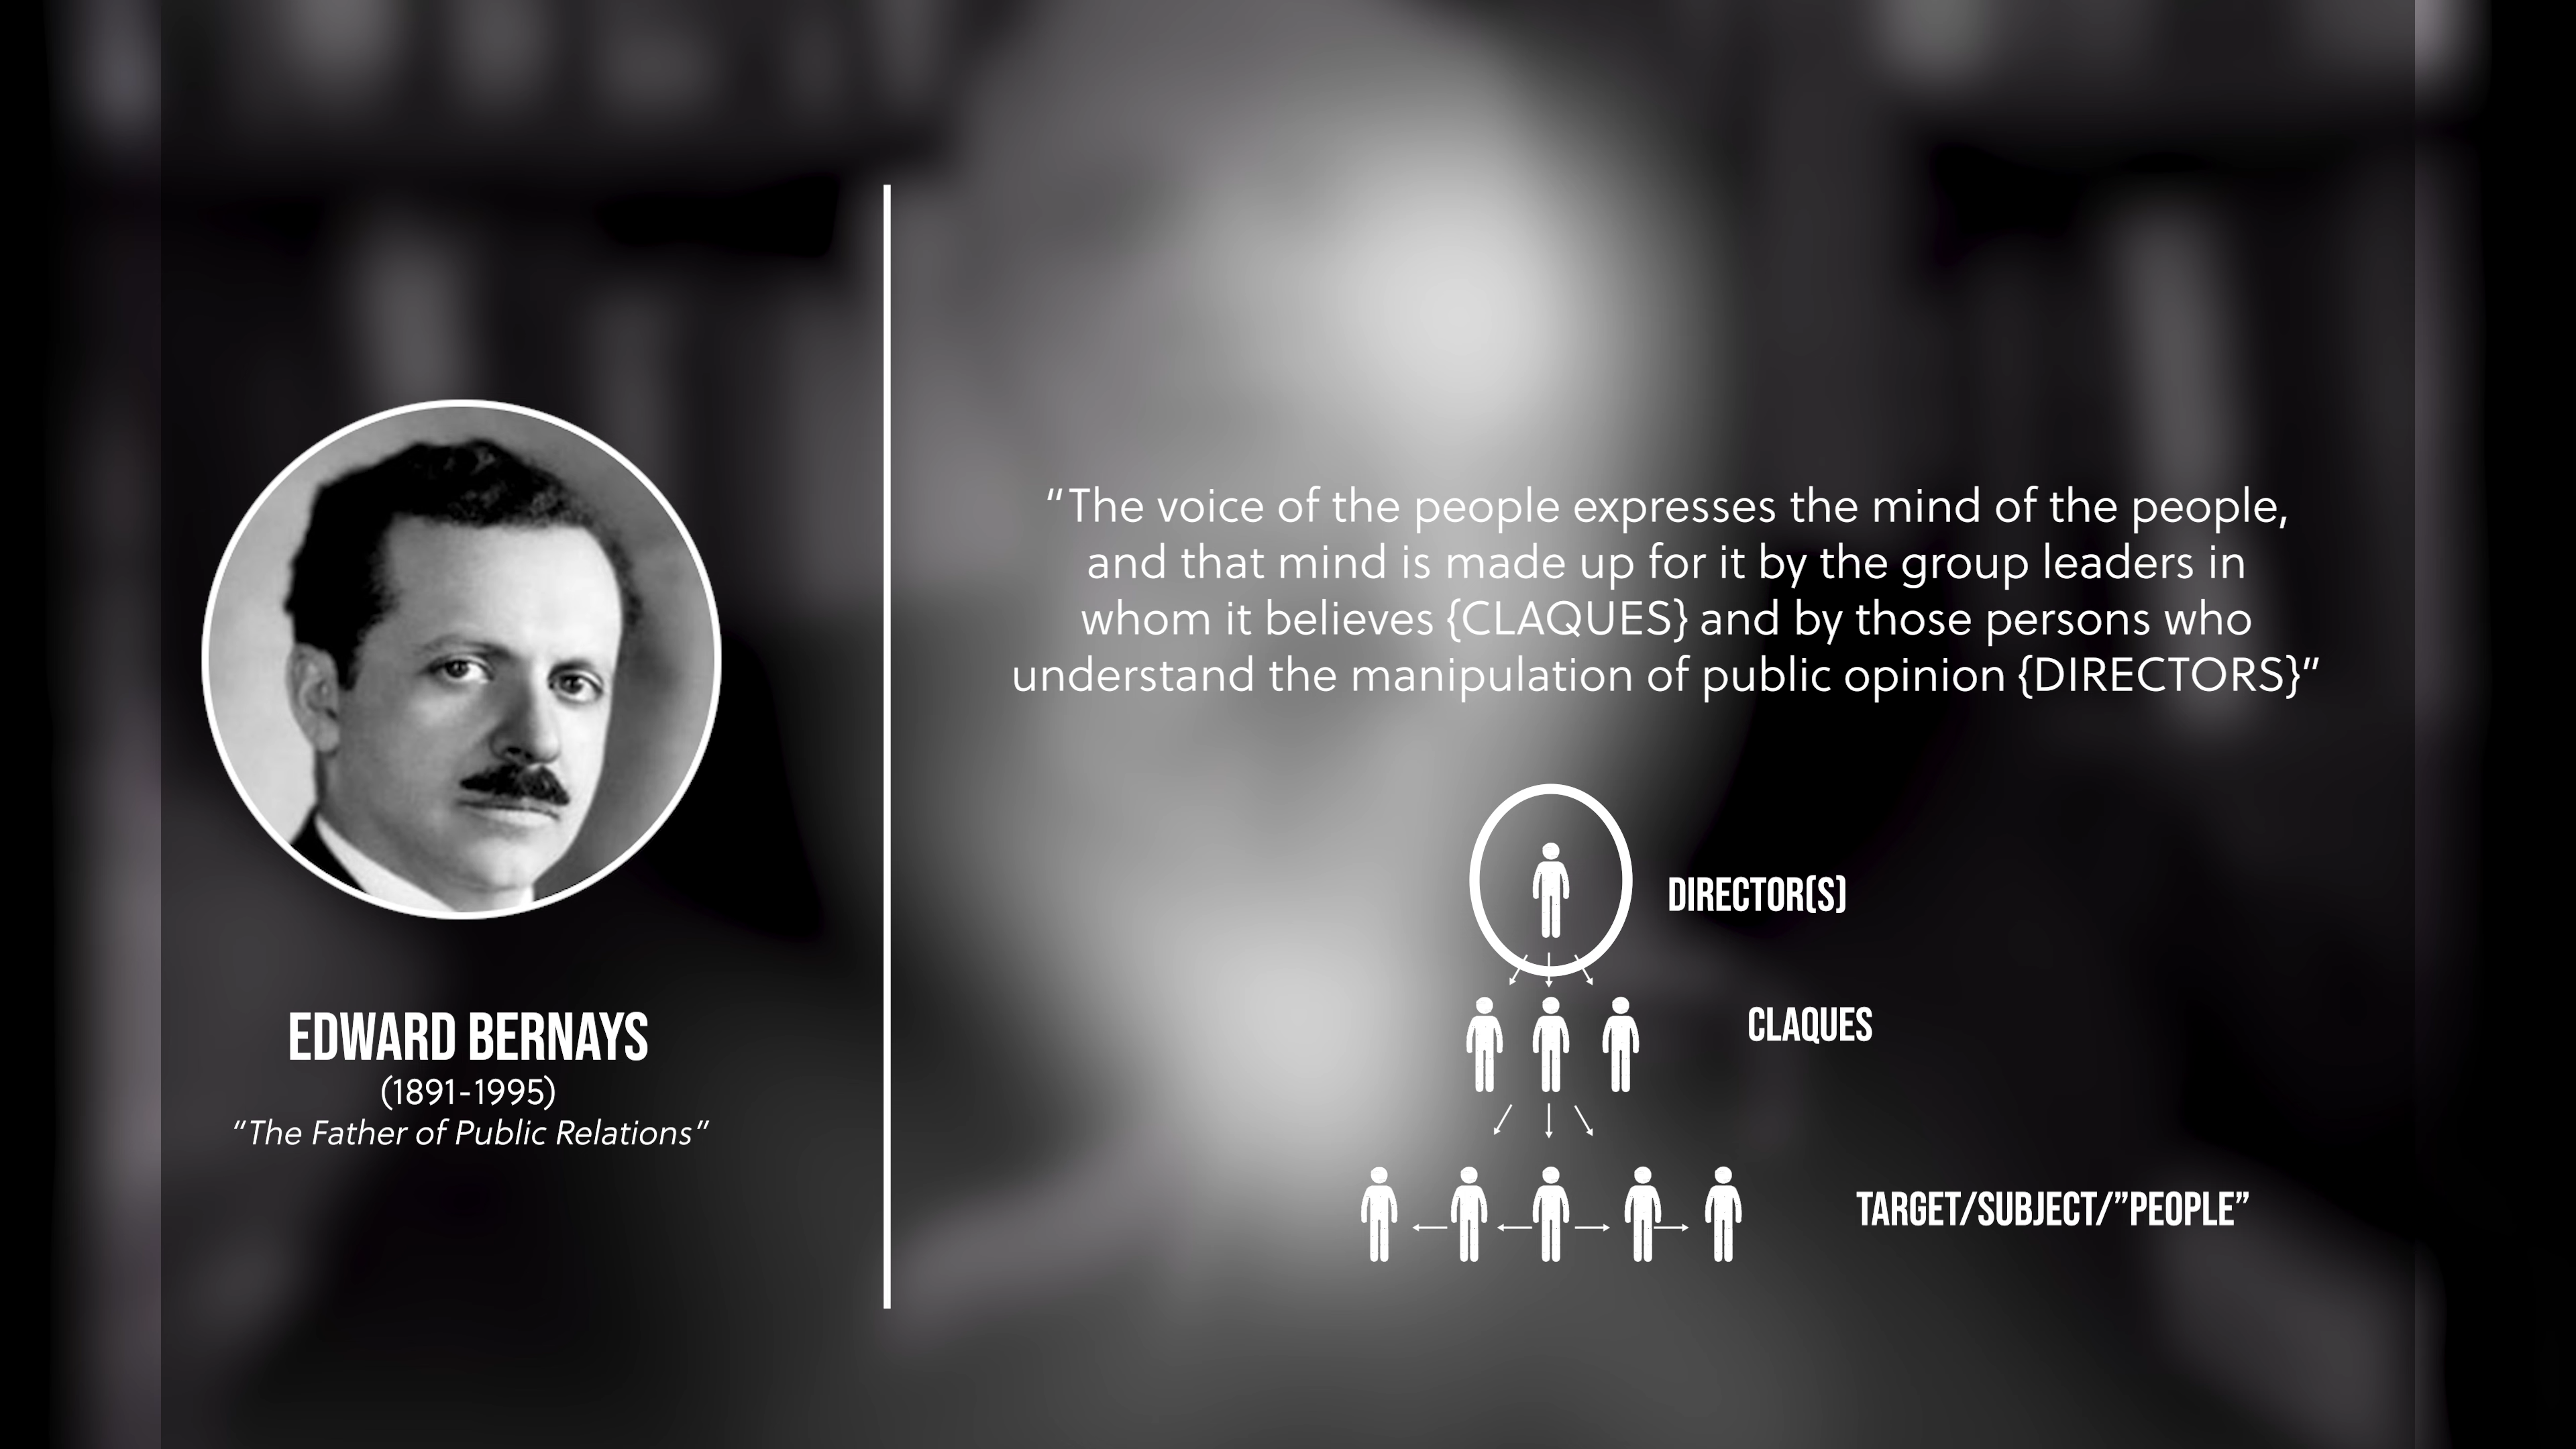 EDWARD BERNAYS
(1891-1995)
"The Father of Public Relations"
“The voice of the people expresses the mind of the people,
and that mind is made up for it by the group leaders in
whom it believes {CLAQUES} and by those persons who
understand the manipulation of public opinion {DIRECTORS}”
DIRECTOR(S)
CLAQUES
TARGET/SUBJECT/”PEOPLE”